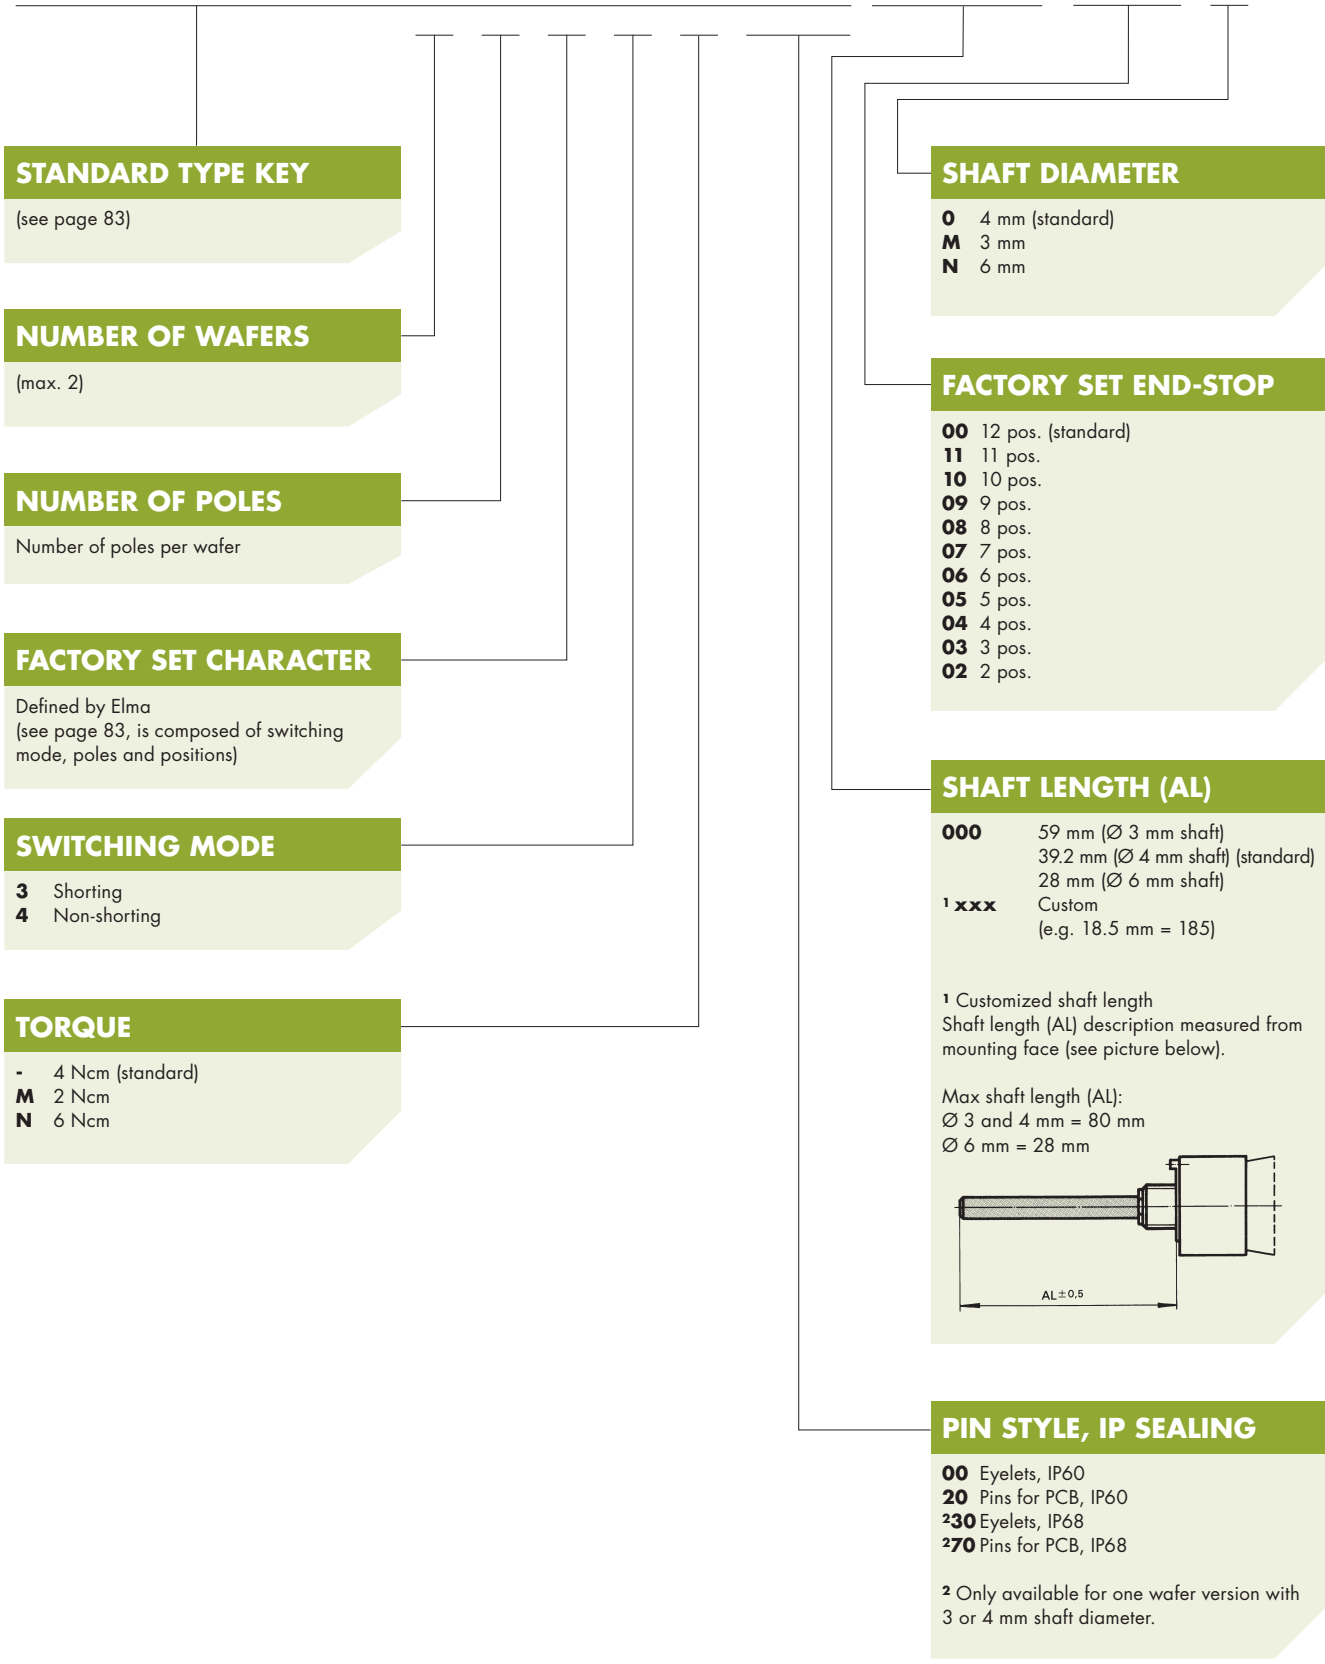 STANDARD TYPE KEY
(see page 83)
NUMBER OF WAFERS
(max. 2)
NUMBER OF POLES
Number of poles per wafer
FACTORY SET CHARACTER
Defined by Elma
(see page 83, is composed of switching
mode, poles and positions)
SWITCHING MODE
3 Shorting
4 Non-shorting
TORQUE
- 4 Ncm (standard)
M 2 Ncm
N 6 Ncm
SHAFT DIAMETER
0 4 mm (standard)
M 3 mm
N 6 mm
FACTORY SET END-STOP
00 12 pos. (standard)
11 11 pos.
10 10 pos.
09 9 pos.
08 8 pos.
07 7 pos.
06 6 pos.
05 5 pos.
04 4 pos.
03 3 pos.
02 2 pos.
SHAFT LENGTH (AL)
000 59 mm (Ø 3 mm shaft)
39.2 mm (Ø 4 mm shaft) (standard)
28 mm (Ø 6 mm shaft)
¹ xxx Custom
(e.g. 18.5 mm = 185)
¹ Customized shaft length
Shaft length (AL) description measured from
mounting face (see picture below).
Max shaft length (AL):
Ø 3 and 4 mm = 80 mm
Ø 6 mm = 28 mm
AL ± 0,5
PIN STYLE, IP SEALING
00 Eyelets, IP60
20 Pins for PCB, IP60
²30 Eyelets, IP68
²70 Pins for PCB, IP68
² Only available for one wafer version with
3 or 4 mm shaft diameter.